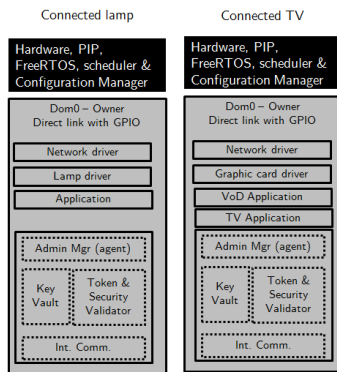 Connected lamp
Hardware, PIP,
FreeRTOS, scheduler &
Configuration Manager
Dom0 – Owner
Direct link with GPIO
Network driver
Lamp driver
Application
Admin Mgr (agent)
Key
Vault
Token &
Security
Validator
Int. Comm.
Connected TV
Hardware, PIP,
FreeRTOS, scheduler &
Configuration Manager
Dom0 – Owner
Direct link with GPIO
Network driver
Graphic card driver
VoD Application
TV Application
Admin Mgr (agent)
Key
Vault
Token &
Security
Validator
Int. Comm.